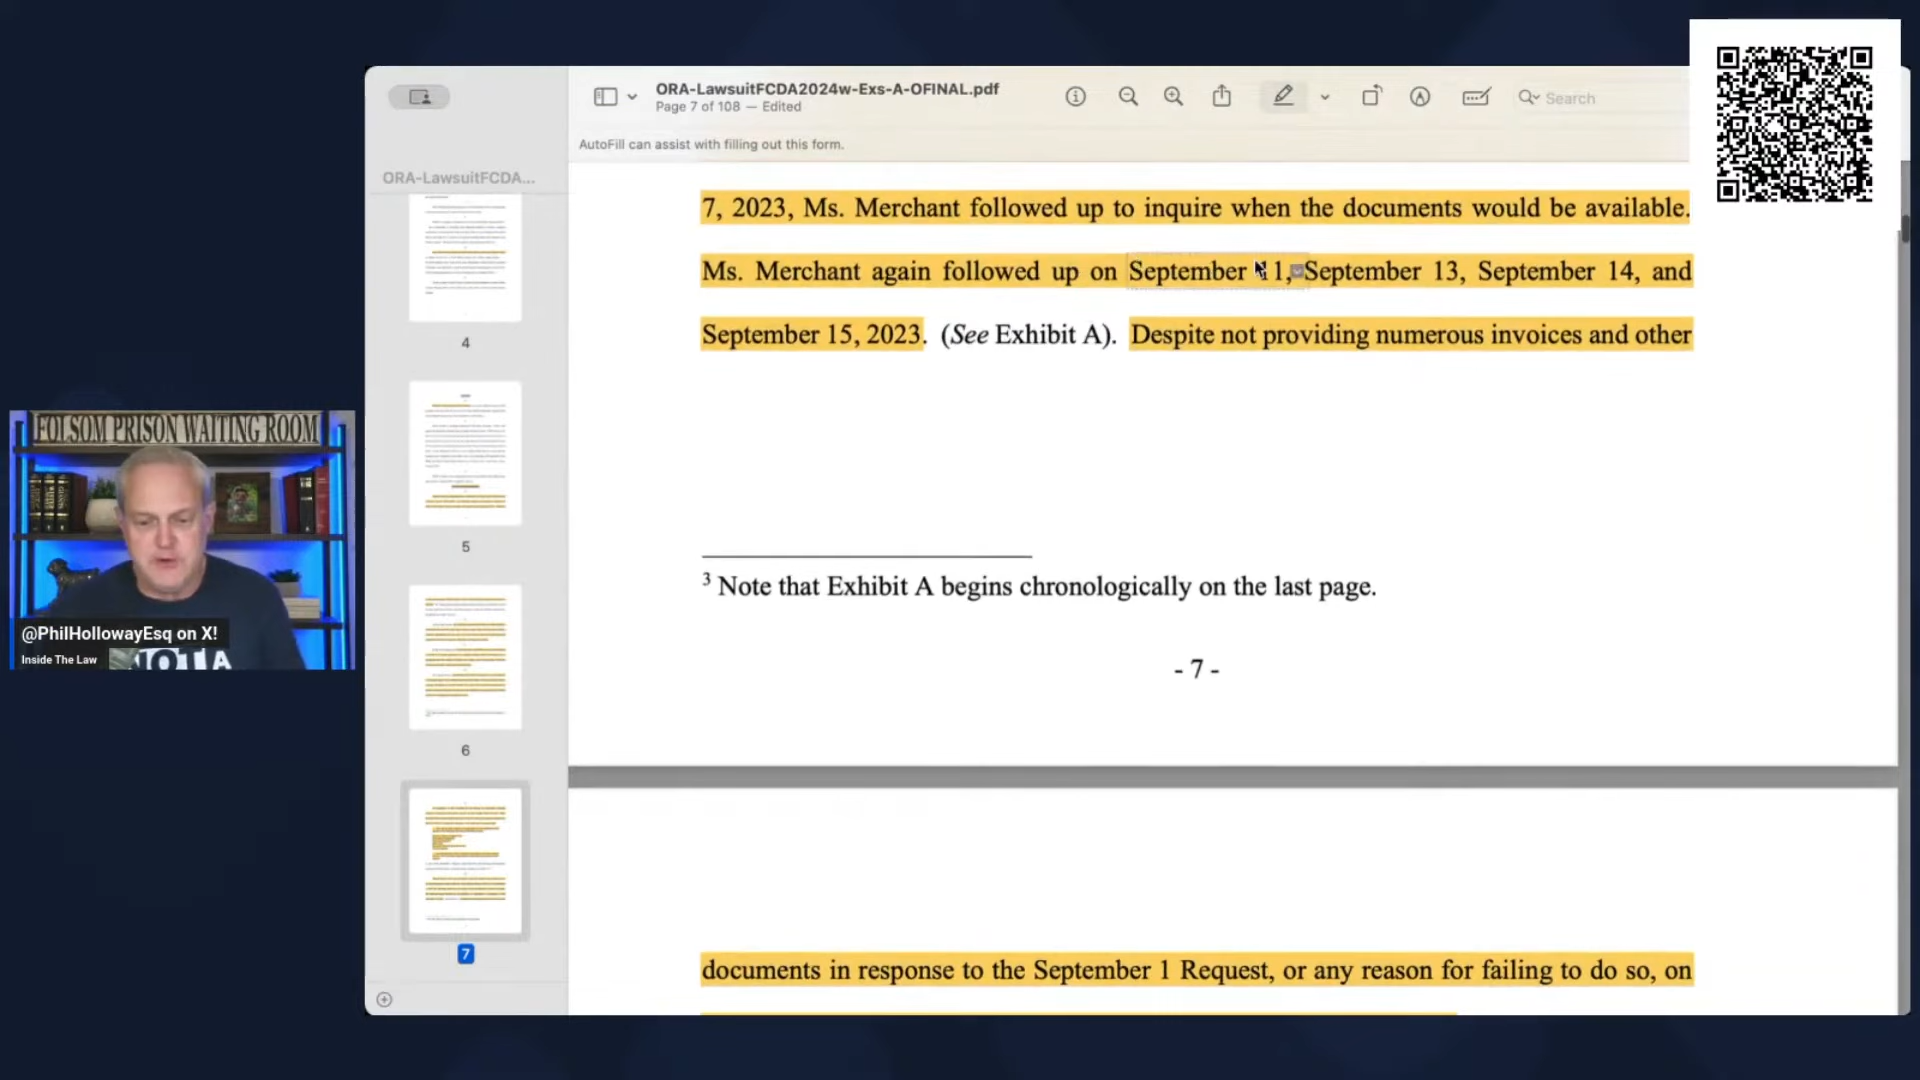 ORA-LawsuitFCDA2024w-Exs-A-OFINAL.pdf
Page 7 of 108 — Edited
Search
AutoFill can assist with filling out this form.
ORA-LawsuitFCDA...
4
5
6
7
7, 2023, Ms. Merchant followed up to inquire when the documents would be available.
Ms. Merchant again followed up on September 11, September 13, September 14, and
September 15, 2023. (See Exhibit A). Despite not providing numerous invoices and other
3 Note that Exhibit A begins chronologically on the last page.
- 7 -
documents in response to the September 1 Request, or any reason for failing to do so, on
FOLSOM PRISON WAITING ROOM
@PhilHollowayEsq on X!
Inside The Law